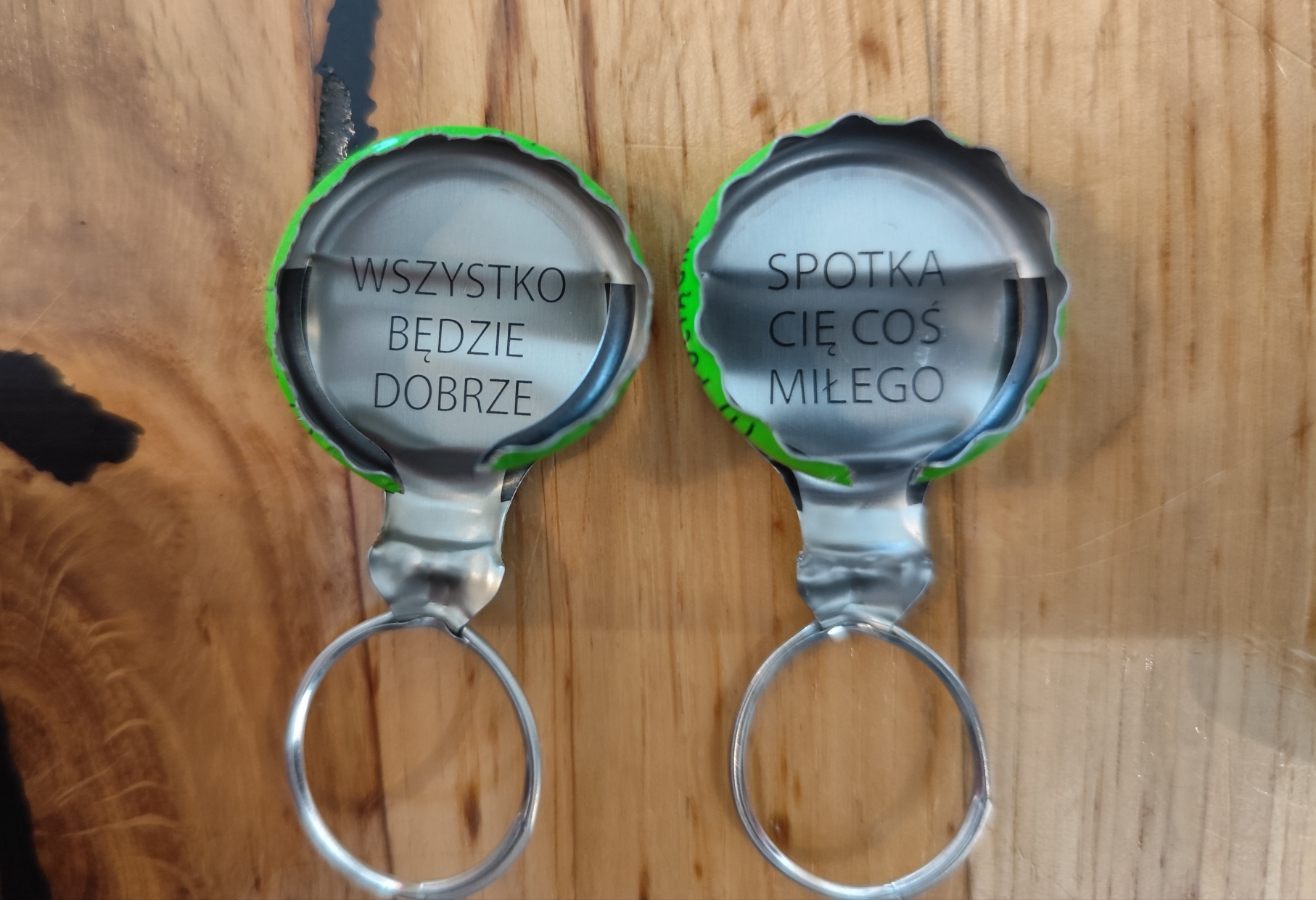 WSZYSTKO
BĘDZIE
DOBRZE
SPOTKA
CIĘ COŚ
MIŁEGO